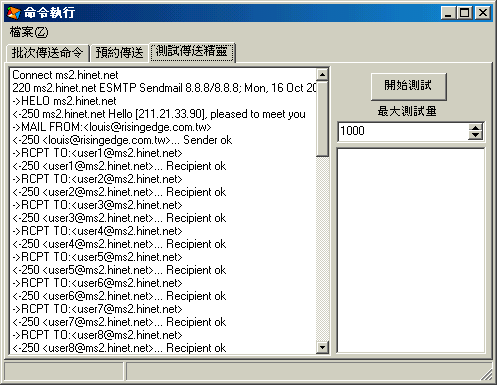 命令執行
檔案(Z)
批次傳送命令 預約傳送 測試傳送精靈
Connect ms2.hinet.net
220 ms2.hinet.net ESMTP Sendmail 8.8.8/8.8.8; Mon, 16 Oct 20
->HELO ms2.hinet.net
<-250 ms2.hinet.net Hello [211.21.33.90], pleased to meet you
->MAIL FROM:<louis@risingedge.com.tw>
<-250 <louis@risingedge.com.tw>... Sender ok
->RCPT TO:<user1@ms2.hinet.net>
<-250 <user1@ms2.hinet.net>... Recipient ok
->RCPT TO:<user2@ms2.hinet.net>
<-250 <user2@ms2.hinet.net>... Recipient ok
->RCPT TO:<user3@ms2.hinet.net>
<-250 <user3@ms2.hinet.net>... Recipient ok
->RCPT TO:<user4@ms2.hinet.net>
<-250 <user4@ms2.hinet.net>... Recipient ok
->RCPT TO:<user5@ms2.hinet.net>
<-250 <user5@ms2.hinet.net>... Recipient ok
->RCPT TO:<user6@ms2.hinet.net>
<-250 <user6@ms2.hinet.net>... Recipient ok
->RCPT TO:<user7@ms2.hinet.net>
<-250 <user7@ms2.hinet.net>... Recipient ok
->RCPT TO:<user8@ms2.hinet.net>
<-250 <user8@ms2.hinet.net>... Recipient ok
開始測試
最大測試量
1000